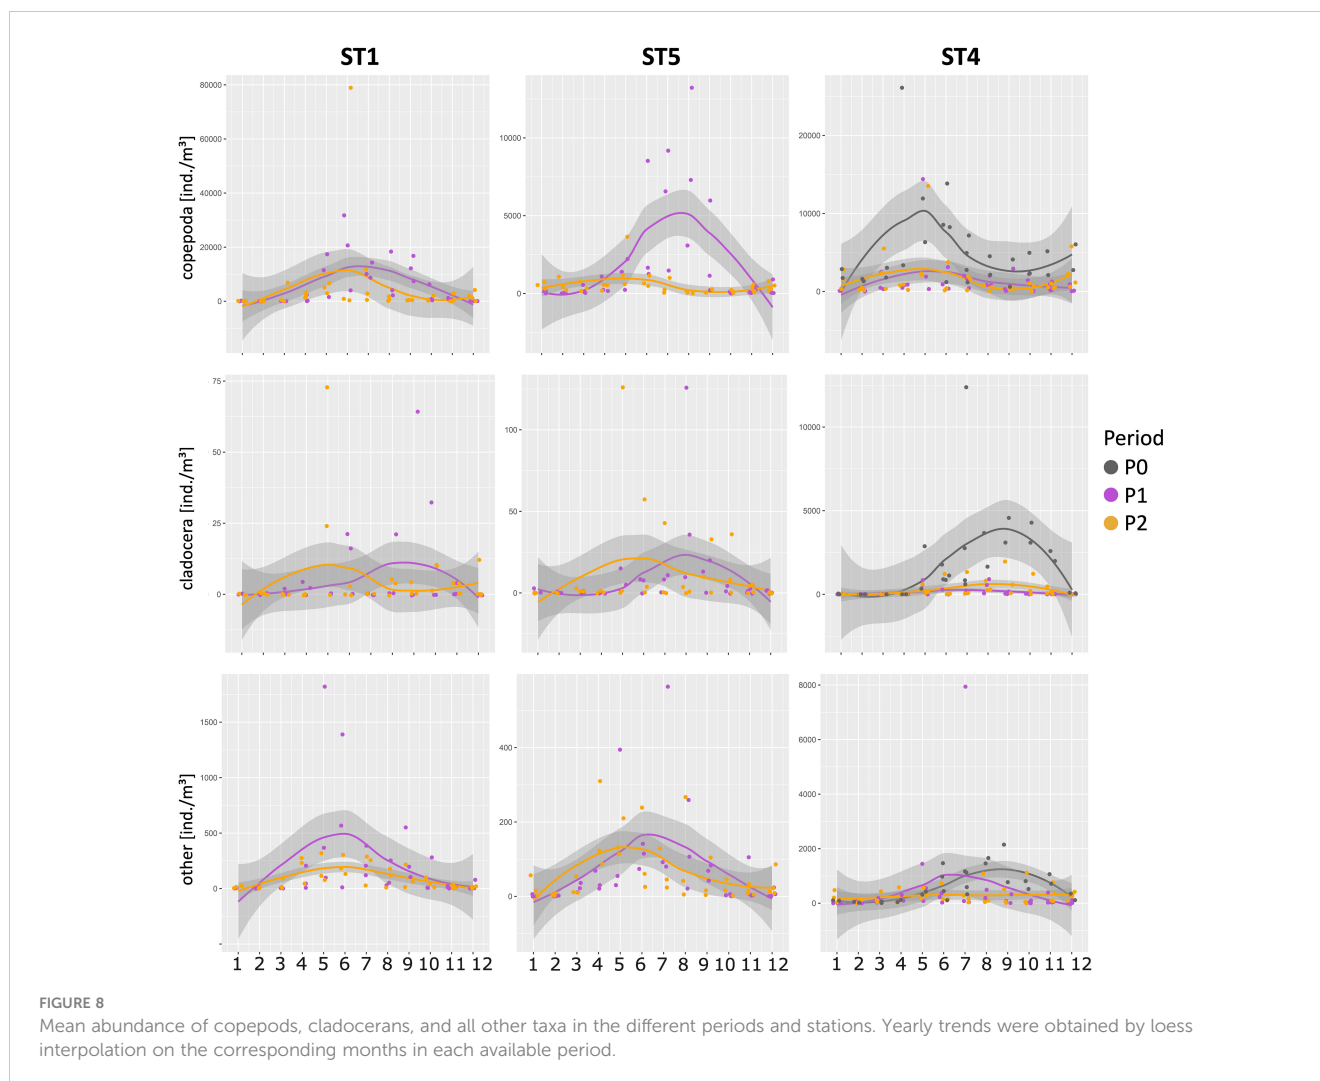 ST1 ST5 ST4
copepoda [ind./m³]
80000
60000
40000
20000
0
10000
5000
0
20000
10000
0
cladocera [ind./m³]
75
50
25
0
100
50
0
10000
5000
0
Period
P0
P1
P2
other [ind./m³]
1500
1000
500
0
400
200
0
8000
6000
4000
2000
0
1 2 3 4 5 6 7 8 9 10 11 12 1 2 3 4 5 6 7 8 9 10 11 12 1 2 3 4 5 6 7 8 9 10 11 12
FIGURE 8
Mean abundance of copepods, cladocerans, and all other taxa in the different periods and stations. Yearly trends were obtained by loess
interpolation on the corresponding months in each available period.